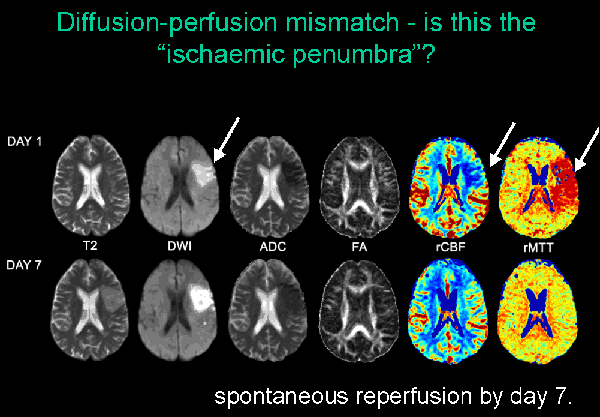 Diffusion-perfusion mismatch - is this the
“ischaemic penumbra”?
DAY 1
T2 DWI ADC FA rCBF rMTT
DAY 7
spontaneous reperfusion by day 7.